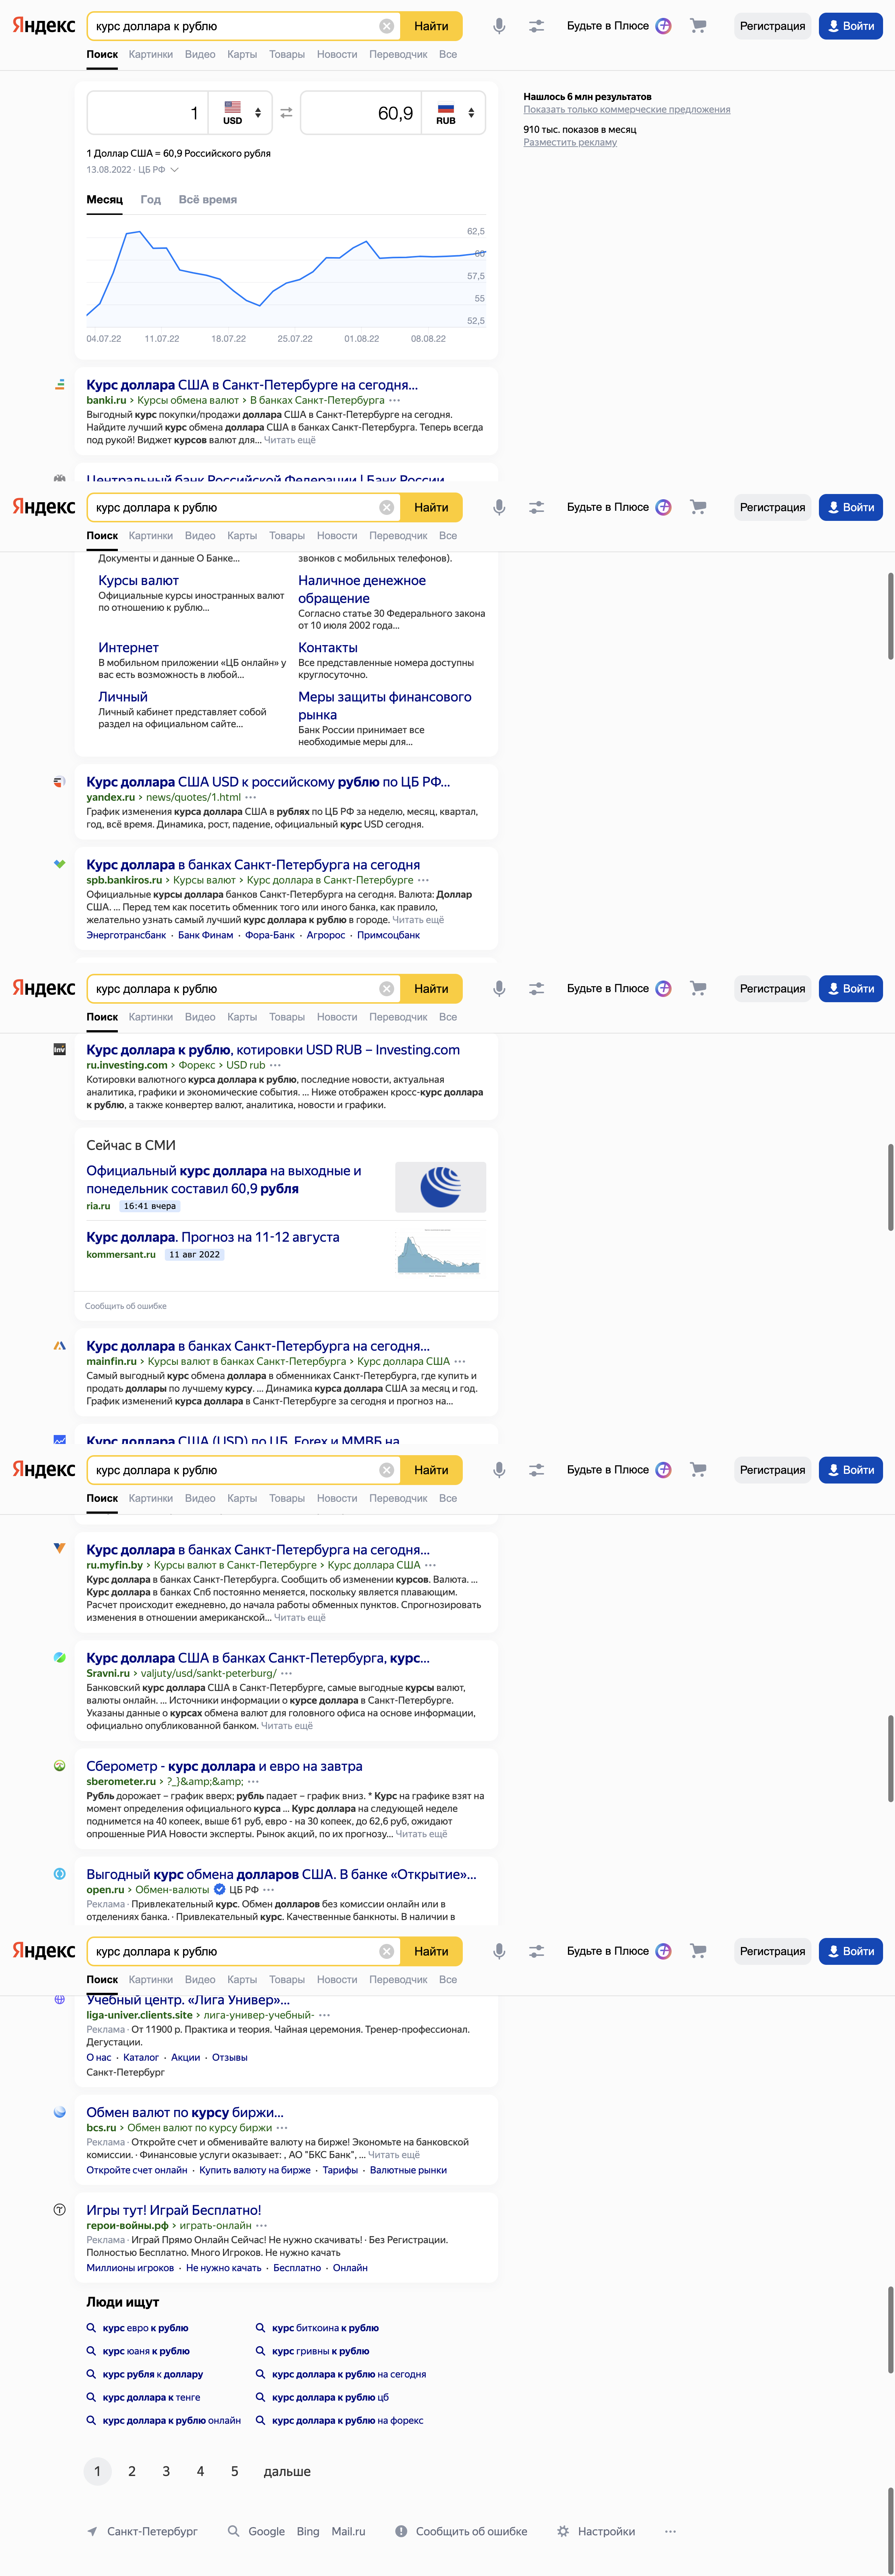 Яндекс
курс доллара к рублю
Найти
Будьте в Плюсе
Регистрация
Войти
Поиск Картинки Видео Карты Товары Новости Переводчик Все
1 USD
60,9 RUB
Нашлось 6 млн результатов
Показать только коммерческие предложения
910 тыс. показов в месяц
Разместить рекламу
1 Доллар США = 60,9 Российского рубля
13.08.2022 · ЦБ РФ
Месяц Год Всё время
62,5
60
57,5
55
52,5
04.07.22 11.07.22 18.07.22 25.07.22 01.08.22 08.08.22
Курс доллара США в Санкт-Петербурге на сегодня...
banki.ru › Курсы обмена валют › В банках Санкт-Петербурга
Выгодный курс покупки/продажи доллара США в Санкт-Петербурге на сегодня.
Найдите лучший курс обмена доллара США в банках Санкт-Петербурга. Теперь всегда
под рукой! Виджет курсов валют для... Читать ещё
Центральный банк Российской Федерации | Банк России
Яндекс
курс доллара к рублю
Найти
Будьте в Плюсе
Регистрация
Войти
Поиск Картинки Видео Карты Товары Новости Переводчик Все
Документы и данные О Банке...
звонков с мобильных телефонов).
Курсы валют
Официальные курсы иностранных валют
по отношению к рублю...
Наличное денежное
обращение
Согласно статье 30 Федерального закона
от 10 июля 2002 года...
Интернет
В мобильном приложении «ЦБ онлайн» у
вас есть возможность в любой...
Контакты
Все представленные номера доступны
круглосуточно.
Личный
Личный кабинет представляет собой
раздел на официальном сайте...
Меры защиты финансового
рынка
Банк России принимает все
необходимые меры для...
Курс доллара США USD к российскому рублю по ЦБ РФ...
yandex.ru › news/quotes/1.html
График изменения курса доллара США в рублях по ЦБ РФ за неделю, месяц, квартал,
год, всё время. Динамика, рост, падение, официальный курс USD сегодня.
Курс доллара в банках Санкт-Петербурга на сегодня
spb.bankiros.ru › Курсы валют › Курс доллара в Санкт-Петербурге
Официальные курсы доллара банков Санкт-Петербурга на сегодня. Валюта: Доллар
США. ... Перед тем как посетить обменник того или иного банка, как правило,
желательно узнать самый лучший курс доллара к рублю в городе. Читать ещё
Энерготрансбанк · Банк Финам · Фора-Банк · Агророс · Примсоцбанк
Яндекс
курс доллара к рублю
Найти
Будьте в Плюсе
Регистрация
Войти
Поиск Картинки Видео Карты Товары Новости Переводчик Все
Inv
Курс доллара к рублю, котировки USD RUB – Investing.com
ru.investing.com › Форекс › USD rub
Котировки валютного курса доллара к рублю, последние новости, актуальная
аналитика, графики и экономические события. ... Ниже отображен кросс-курс доллара
к рублю, а также конвертер валют, аналитика, новости и графики.
Сейчас в СМИ
Официальный курс доллара на выходные и
понедельник составил 60,9 рубля
ria.ru 16:41 вчера
Курс доллара. Прогноз на 11-12 августа
kommersant.ru 11 авг 2022
Сообщить об ошибке
Курс доллара в банках Санкт-Петербурга на сегодня...
mainfin.ru › Курсы валют в банках Санкт-Петербурга › Курс доллара США
Самый выгодный курс обмена доллара в обменниках Санкт-Петербурга, где купить и
продать доллары по лучшему курсу. ... Динамика курса доллара США за месяц и год.
График изменений курса доллара в Санкт-Петербурге за сегодня и прогноз на...
Курс доллара США (USD) по ЦБ, Forex и ММВБ на
Яндекс
курс доллара к рублю
Найти
Будьте в Плюсе
Регистрация
Войти
Поиск Картинки Видео Карты Товары Новости Переводчик Все
Курс доллара в банках Санкт-Петербурга на сегодня...
ru.myfin.by › Курсы валют в Санкт-Петербурге › Курс доллара США
Курс доллара в банках Санкт-Петербурга. Сообщить об изменении курсов. Валюта. ...
Курс доллара в банках Спб постоянно меняется, поскольку является плавающим.
Расчет происходит ежедневно, до начала работы обменных пунктов. Спрогнозировать
изменения в отношении американской... Читать ещё
Курс доллара США в банках Санкт-Петербурга, курс...
Sravni.ru › valjuty/usd/sankt-peterburg/
Банковский курс доллара США в Санкт-Петербурге, самые выгодные курсы валют,
валюты онлайн. ... Источники информации о курсе доллара в Санкт-Петербурге.
Указаны данные о курсах обмена валют для головного офиса на основе информации,
официально опубликованной банком. Читать ещё
Сберометр - курс доллара и евро на завтра
sberometer.ru › ?_}&amp;&amp;
Рубль дорожает – график вверх; рубль падает – график вниз. * Курс на графике взят на
момент определения официального курса ... Курс доллара на следующей неделе
поднимется на 40 копеек, выше 61 руб, евро - на 30 копеек, до 62,6 руб, ожидают
опрошенные РИА Новости эксперты. Рынок акций, по их прогнозу... Читать ещё
Выгодный курс обмена долларов США. В банке «Открытие»...
open.ru › Обмен-валюты ЦБ РФ
Реклама · Привлекательный курс. Обмен долларов без комиссии онлайн или в
отделениях банка. · Привлекательный курс. Качественные банкноты. В наличии в
Яндекс
курс доллара к рублю
Найти
Будьте в Плюсе
Регистрация
Войти
Поиск Картинки Видео Карты Товары Новости Переводчик Все
Учебный центр. «Лига Универ»...
liga-univer.clients.site › лига-универ-учебный-
Реклама · От 11900 р. Практика и теория. Чайная церемония. Тренер-профессионал.
Дегустации.
О нас · Каталог · Акции · Отзывы
Санкт-Петербург
Обмен валют по курсу биржи...
bcs.ru › Обмен валют по курсу биржи
Реклама · Откройте счет и обменивайте валюту на бирже! Экономьте на банковской
комиссии. · Финансовые услуги оказывает: , АО "БКС Банк", ... Читать ещё
Откройте счет онлайн · Купить валюту на бирже · Тарифы · Валютные рынки
Игры тут! Играй Бесплатно!
герои-войны.рф › играть-онлайн
Реклама · Играй Прямо Онлайн Сейчас! Не нужно скачивать! · Без Регистрации.
Полностью Бесплатно. Много Игроков. Не нужно качать
Миллионы игроков · Не нужно качать · Бесплатно · Онлайн
Люди ищут
курс евро к рублю
курс биткоина к рублю
курс юаня к рублю
курс гривны к рублю
курс рубля к доллару
курс доллара к рублю на сегодня
курс доллара к тенге
курс доллара к рублю цб
курс доллара к рублю онлайн
курс доллара к рублю на форекс
1 2 3 4 5 дальше
Санкт-Петербург Google Bing Mail.ru Сообщить об ошибке Настройки